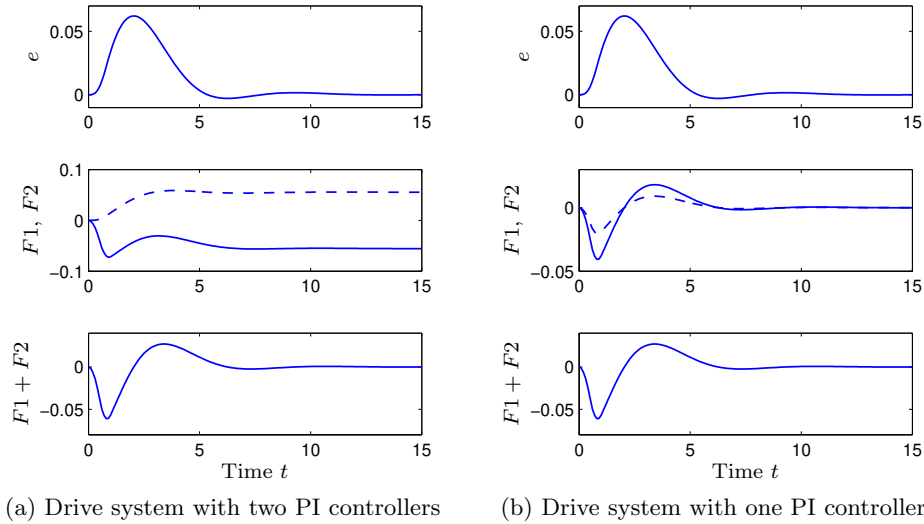 0.05
e
0
0 5 10 15
0.1
F1, F2
0
−0.1
0 5 10 15
F1 + F2
0
−0.05
0 5 10 15
Time t
(a) Drive system with two PI controllers
0.05
e
0
0 5 10 15
F1, F2
0
−0.05
0 5 10 15
F1 + F2
0
−0.05
0 5 10 15
Time t
(b) Drive system with one PI controller